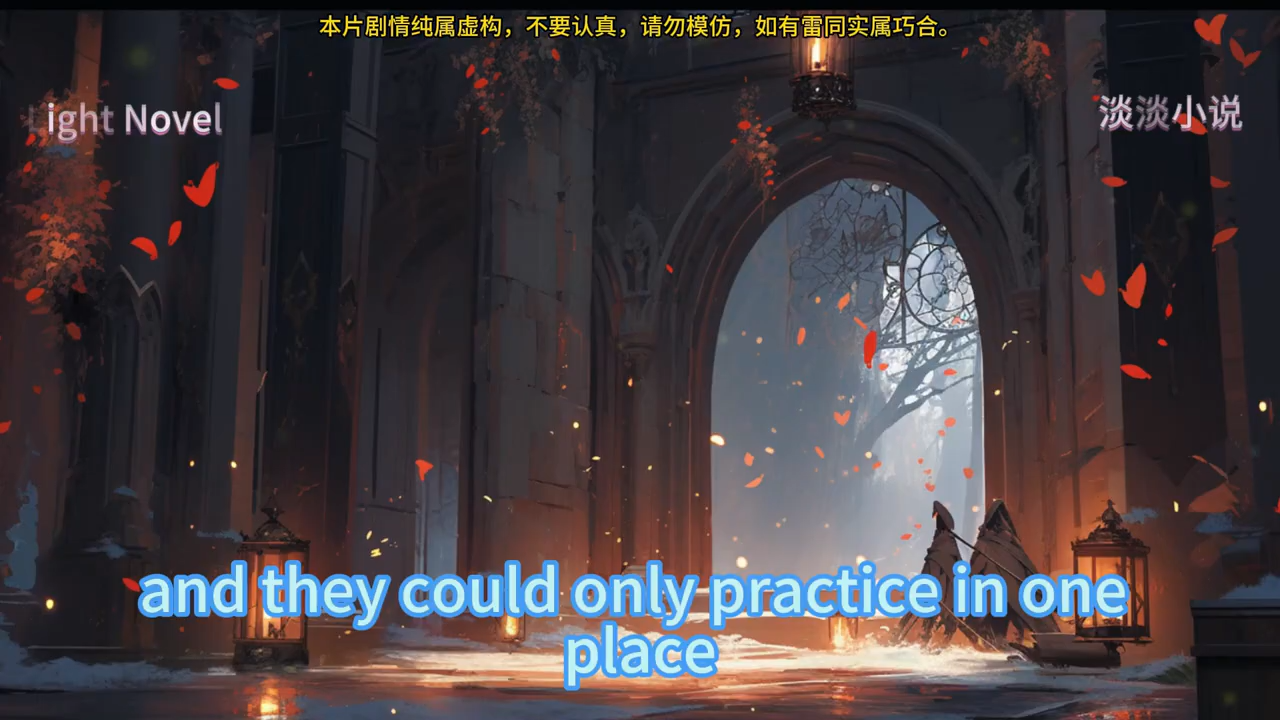 本片剧情纯属虚构，不要认真，请勿模仿，如有雷同实属巧合。
Light Novel
淡淡小说
and they could only practice in one
place